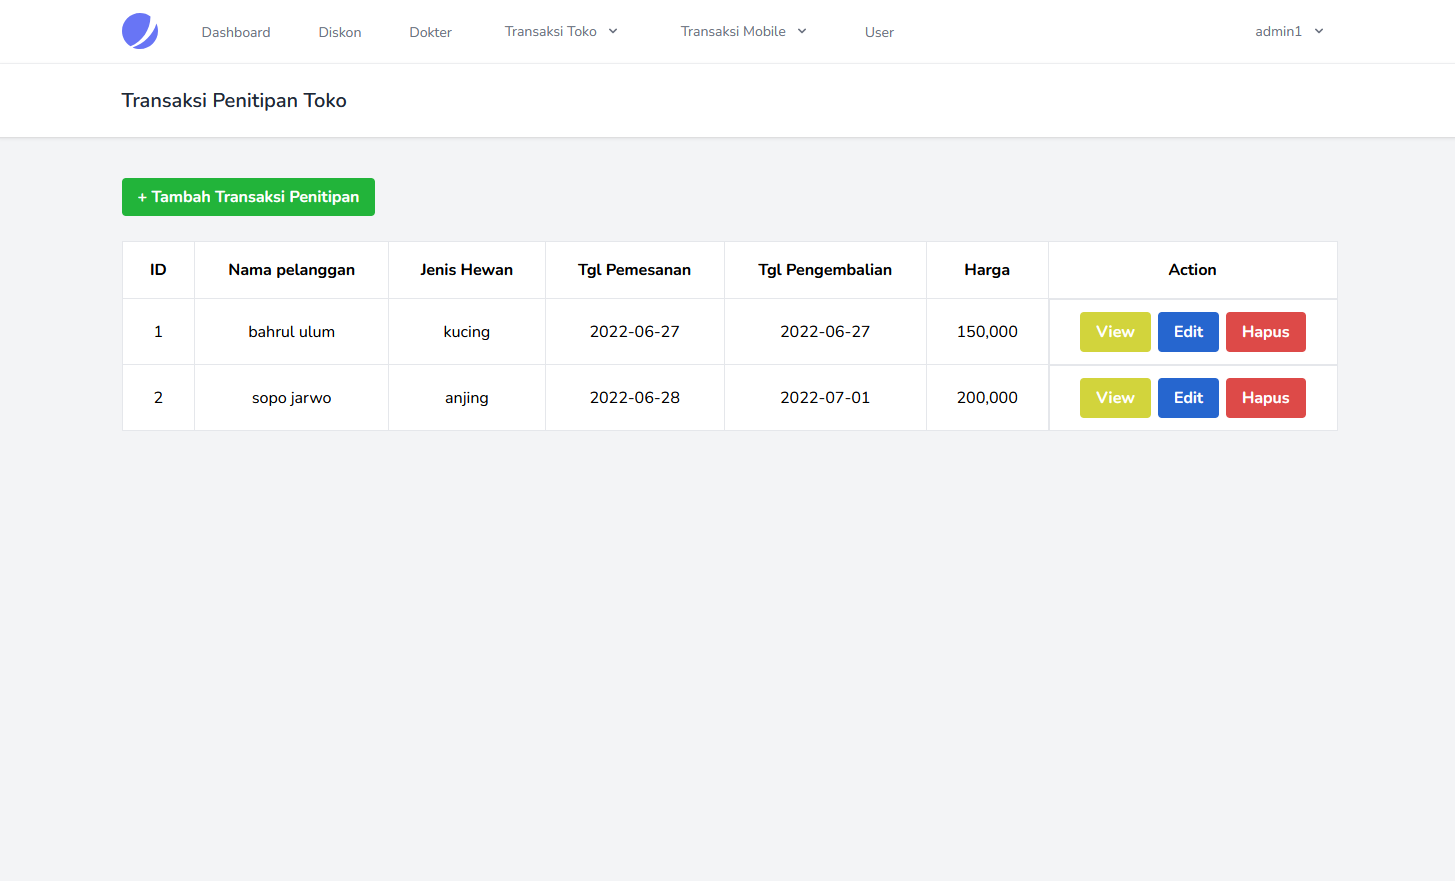 Dashboard Diskon Dokter Transaksi Toko Transaksi Mobile User admin1
Transaksi Penitipan Toko
+ Tambah Transaksi Penitipan
ID Nama pelanggan Jenis Hewan Tgl Pemesanan Tgl Pengembalian Harga Action
1 bahrul ulum kucing 2022-06-27 2022-06-27 150,000 View Edit Hapus
2 sopo jarwo anjing 2022-06-28 2022-07-01 200,000 View Edit Hapus